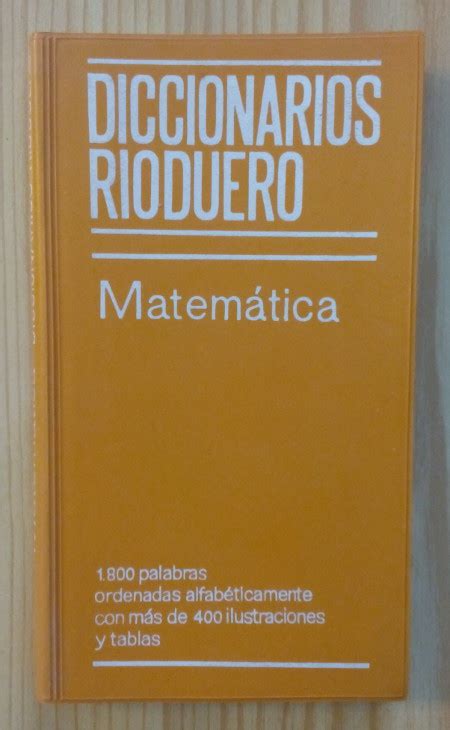 DICCIONARIOS
RIODUERO
Matemática
1.800 palabras
ordenadas alfabéticamente
con más de 400 ilustraciones
y tablas